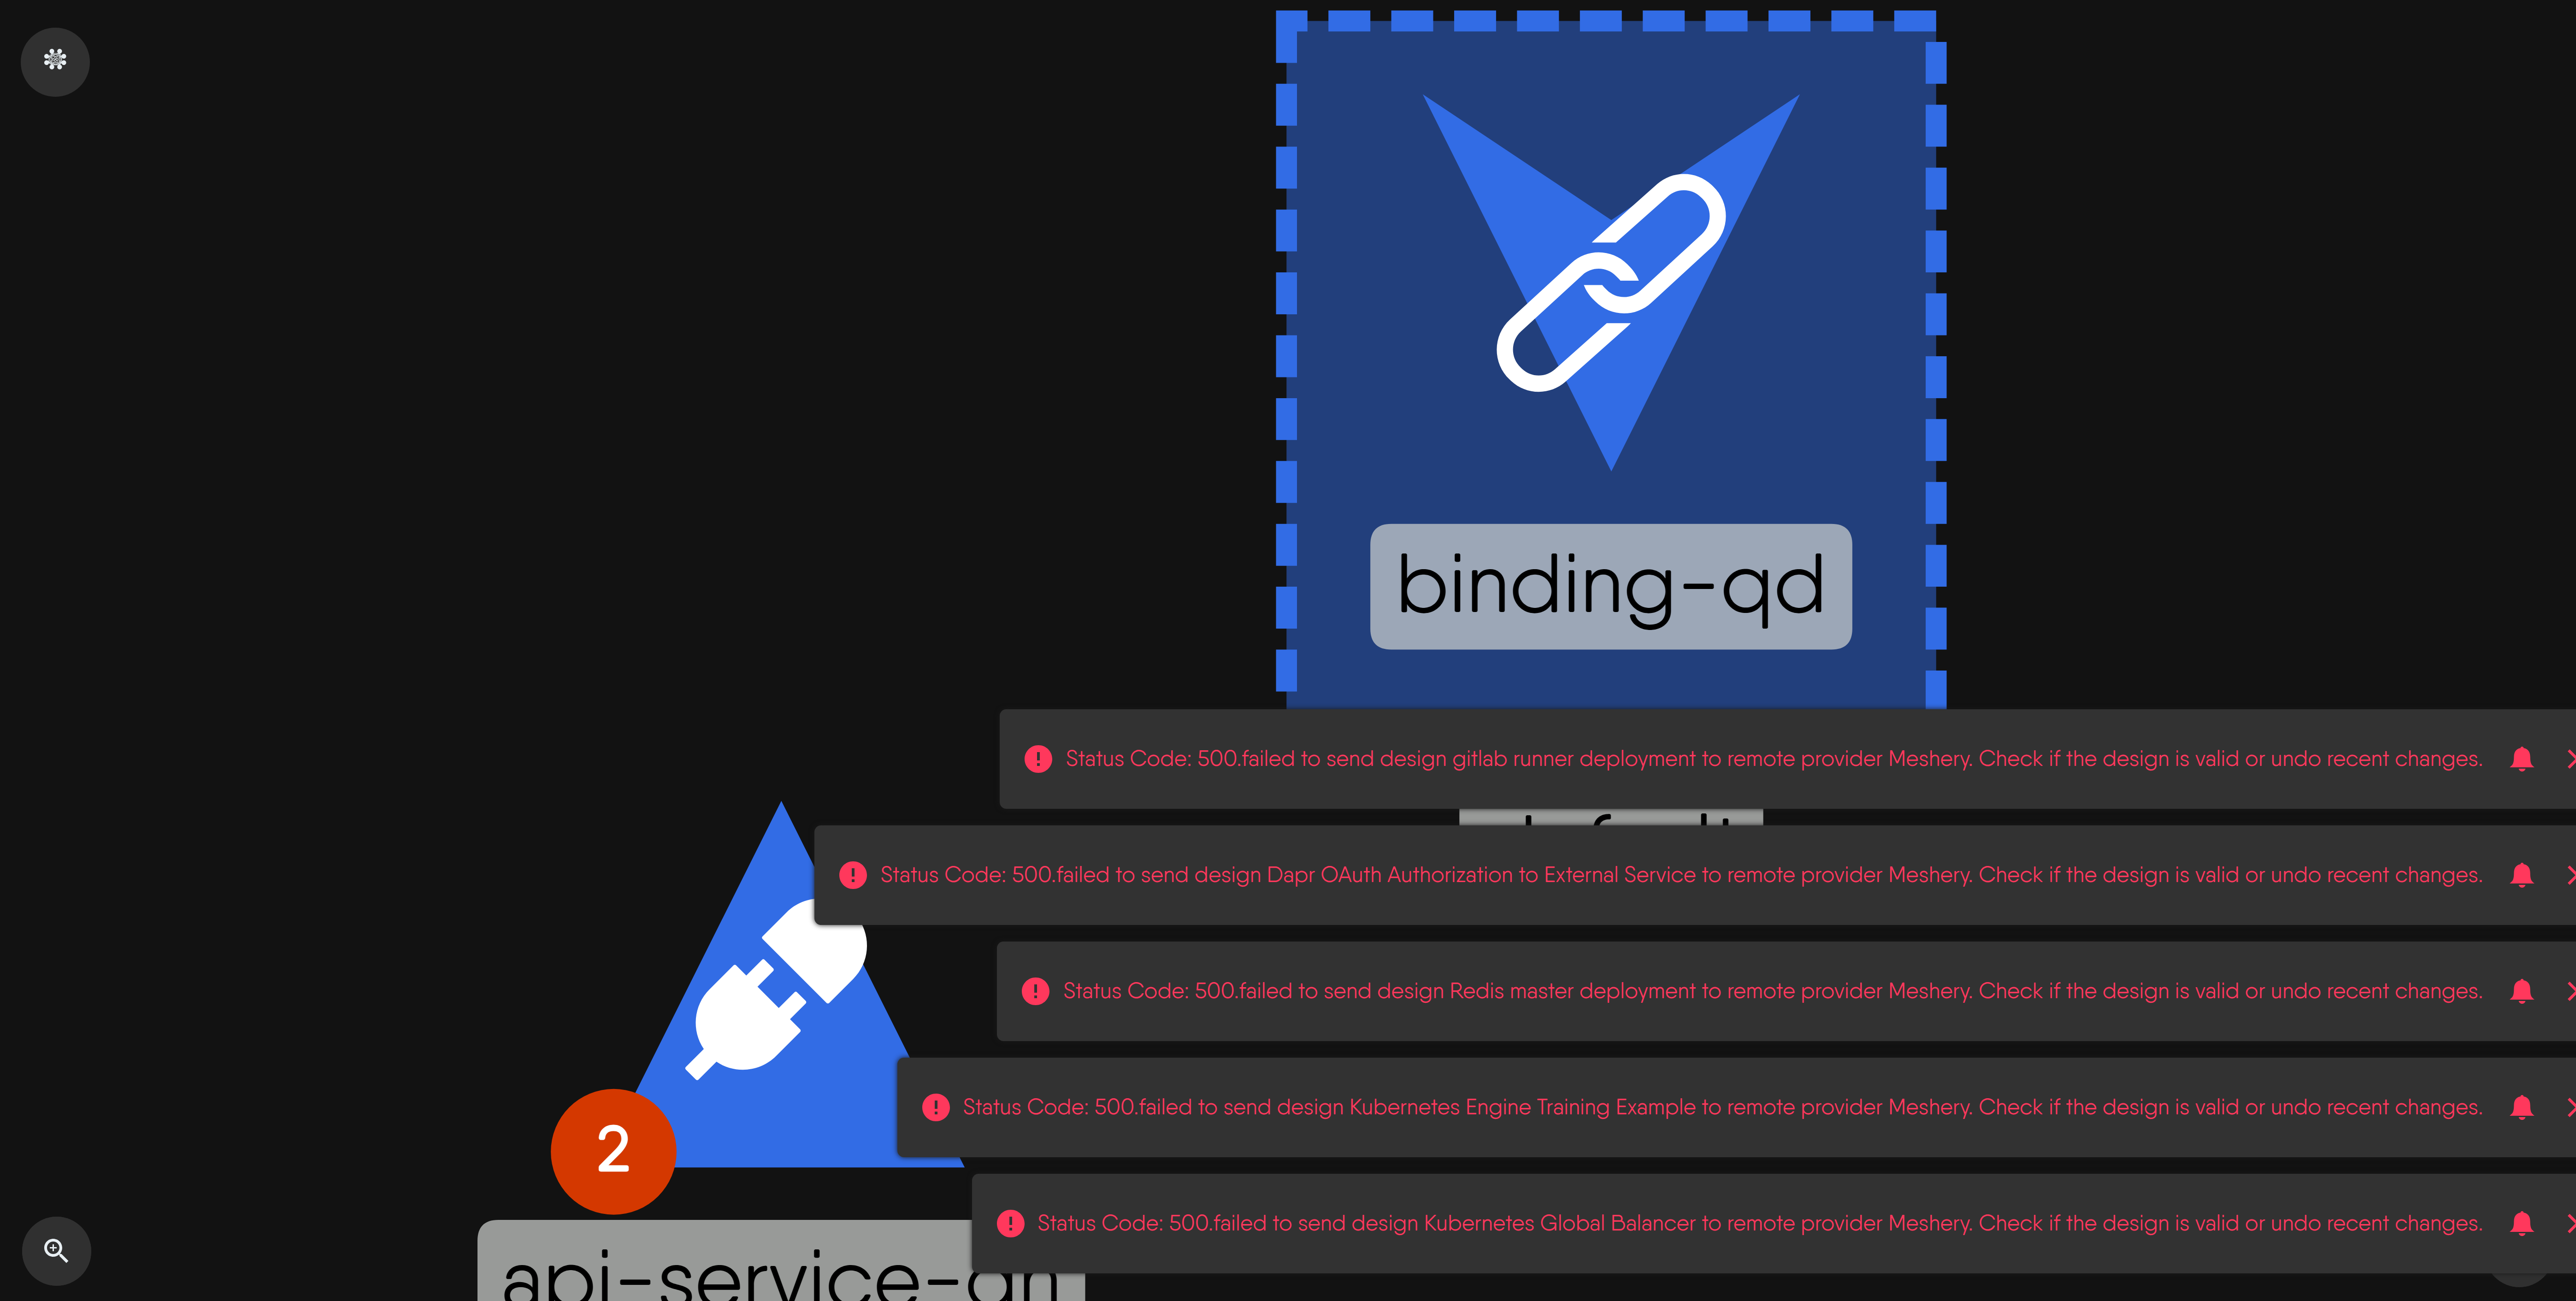 binding-qd
Status Code: 500.failed to send design gitlab runner deployment to remote provider Meshery. Check if the design is valid or undo recent changes.
Status Code: 500.failed to send design Dapr OAuth Authorization to External Service to remote provider Meshery. Check if the design is valid or undo recent changes.
Status Code: 500.failed to send design Redis master deployment to remote provider Meshery. Check if the design is valid or undo recent changes.
Status Code: 500.failed to send design Kubernetes Engine Training Example to remote provider Meshery. Check if the design is valid or undo recent changes.
2
Status Code: 500.failed to send design Kubernetes Global Balancer to remote provider Meshery. Check if the design is valid or undo recent changes.